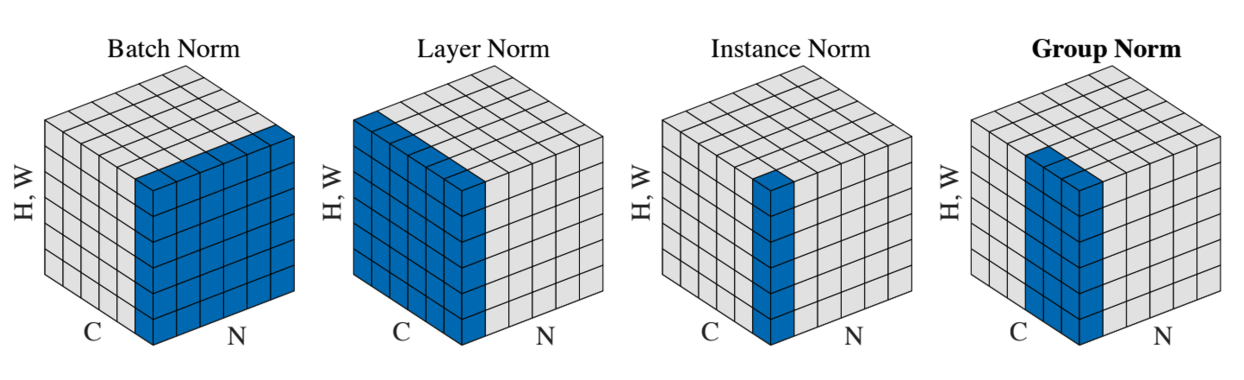 Batch Norm
H, W
C
N
Layer Norm
H, W
C
N
Instance Norm
H, W
C
N
Group Norm
H, W
C
N